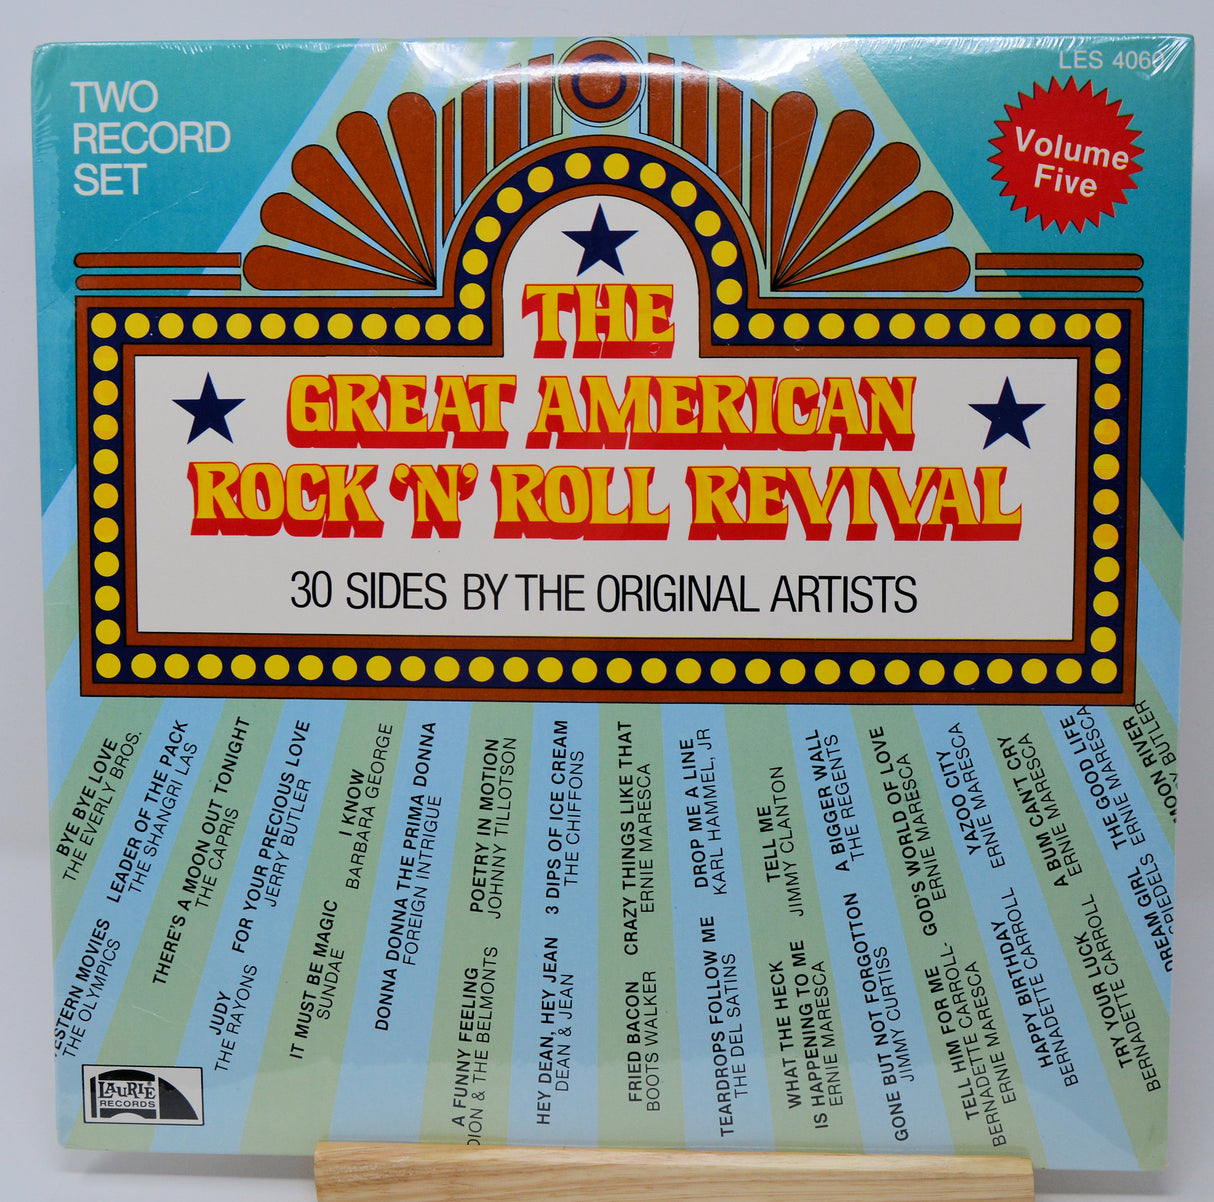 TWO
RECORD
SET
LES 4060
Volume
Five
THE
GREAT AMERICAN
ROCK 'N' ROLL REVIVAL
30 SIDES BY THE ORIGINAL ARTISTS
BYE BYE LOVE
THE EVERLY BROS.
LEADER OF THE PACK
THE SHANGRI LAS
THERE'S A MOON OUT TONIGHT
THE CAPRIS
FOR YOUR PRECIOUS LOVE
JERRY BUTLER
I KNOW
BARBARA GEORGE
DONNA DONNA THE PRIMA DONNA
FOREIGN INTRIGUE
POETRY IN MOTION
JOHNNY TILLOTSON
3 DIPS OF ICE CREAM
THE CHIFFONS
CRAZY THINGS LIKE THAT
ERNIE MARESCA
DROP ME A LINE
KARL HAMMEL, JR
TELL ME
JIMMY CLANTON
A BIGGER WALL
THE REGENTS
GOD'S WORLD OF LOVE
ERNIE MARESCA
YAZOO CITY
ERNIE MARESCA
A BUM CAN'T CRY
ERNIE MARESCA
THE GOOD LIFE
ERNIE MARESCA
MOON RIVER
BUTLER
ESTERN MOVIES
THE OLYMPICS
JUDY
THE RAYONS
IT MUST BE MAGIC
SUNDAE
A FUNNY FEELING
DION & THE BELMONTS
HEY DEAN, HEY JEAN
DEAN & JEAN
FRIED BACON
BOOTS WALKER
TEARDROPS FOLLOW ME
THE DEL SATINS
WHAT THE HECK
IS HAPPENING TO ME
ERNIE MARESCA
GONE BUT NOT FORGOTTON
JIMMY CURTISS
TELL HIM FOR ME
BERNADETTE CARROLL-
ERNIE MARESCA
HAPPY BIRTHDAY
BERNADETTE CARROLL
TRY YOUR LUCK
BERNADETTE CARROLL
DREAM GIRL
LAURIE®
RECORDS